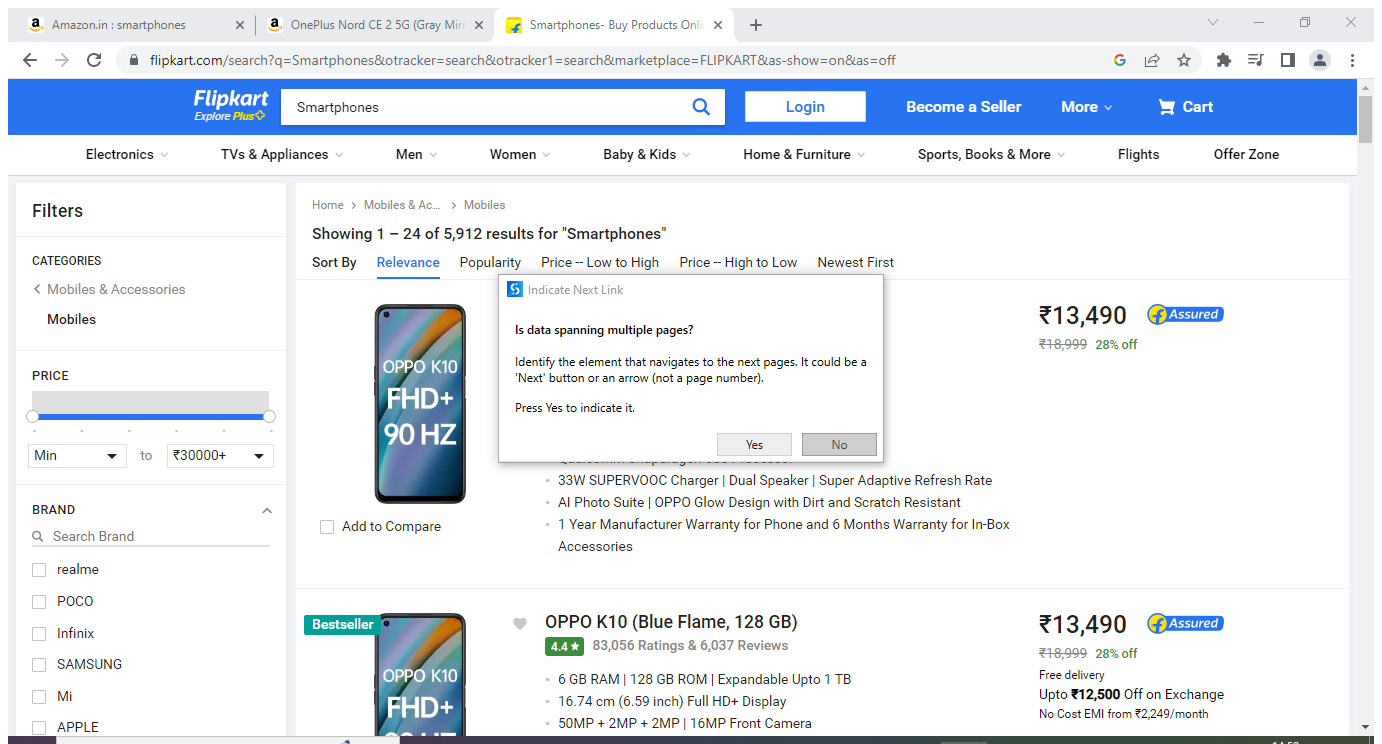 Amazon.in : smartphones
OnePlus Nord CE 2 5G (Gray Mirr
Smartphones- Buy Products Onli
flipkart.com/search?q=Smartphones&otracker=search&otracker1=search&marketplace=FLIPKART&as-show=on&as=off
Flipkart
Explore Plus
Smartphones
Login
Become a Seller
More
Cart
Electronics
TVs & Appliances
Men
Women
Baby & Kids
Home & Furniture
Sports, Books & More
Flights
Offer Zone
Filters
CATEGORIES
Mobiles & Accessories
Mobiles
PRICE
Min
to
₹30000+
BRAND
Search Brand
realme
POCO
Infinix
SAMSUNG
Mi
APPLE
Home
Mobiles & Ac...
Mobiles
Showing 1 – 24 of 5,912 results for "Smartphones"
Sort By
Relevance
Popularity
Price -- Low to High
Price -- High to Low
Newest First
Indicate Next Link
Is data spanning multiple pages?
Identify the element that navigates to the next pages. It could be a
'Next' button or an arrow (not a page number).
Press Yes to indicate it.
Yes
No
OPPO K10
FHD+
90 HZ
Add to Compare
33W SUPERVOOC Charger | Dual Speaker | Super Adaptive Refresh Rate
AI Photo Suite | OPPO Glow Design with Dirt and Scratch Resistant
1 Year Manufacturer Warranty for Phone and 6 Months Warranty for In-Box
Accessories
₹13,490
Assured
₹18,999
28% off
Bestseller
OPPO K10
FHD+
OPPO K10 (Blue Flame, 128 GB)
4.4★
83,056 Ratings & 6,037 Reviews
6 GB RAM | 128 GB ROM | Expandable Upto 1 TB
16.74 cm (6.59 inch) Full HD+ Display
50MP + 2MP + 2MP | 16MP Front Camera
₹13,490
Assured
₹18,999
28% off
Free delivery
Upto ₹12,500 Off on Exchange
No Cost EMI from ₹2,249/month